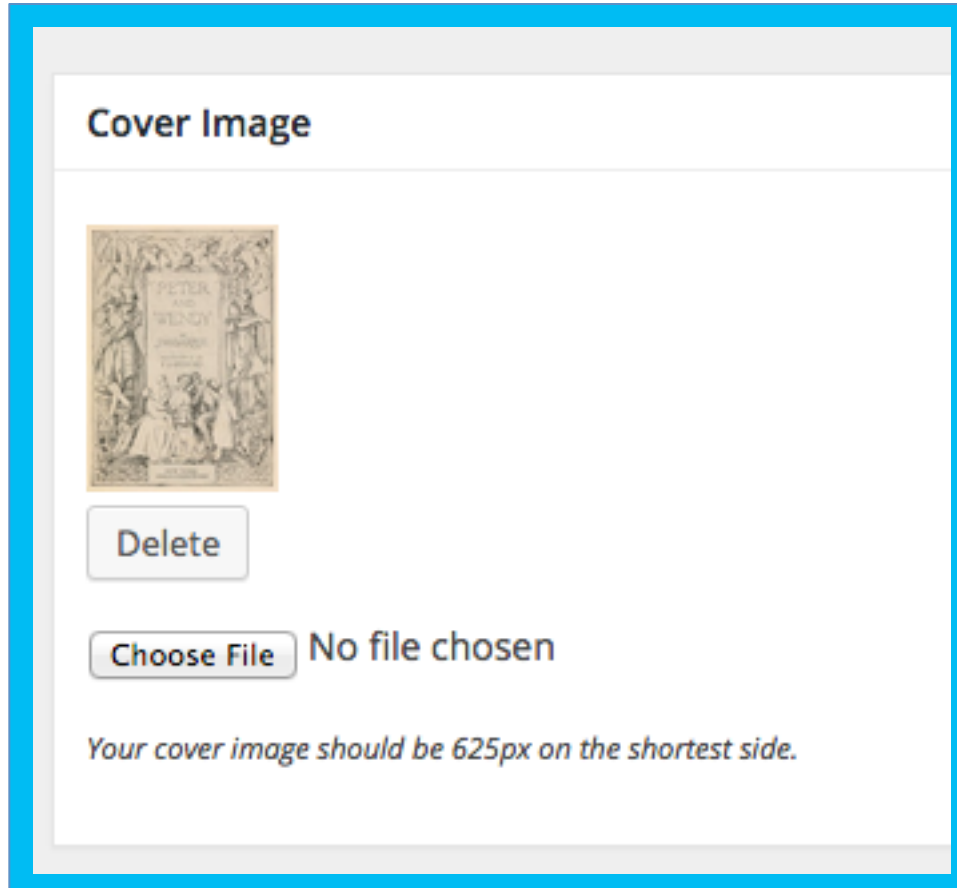 Cover Image
PETER
AND
WENDY
Delete
Choose File No file chosen
Your cover image should be 625px on the shortest side.